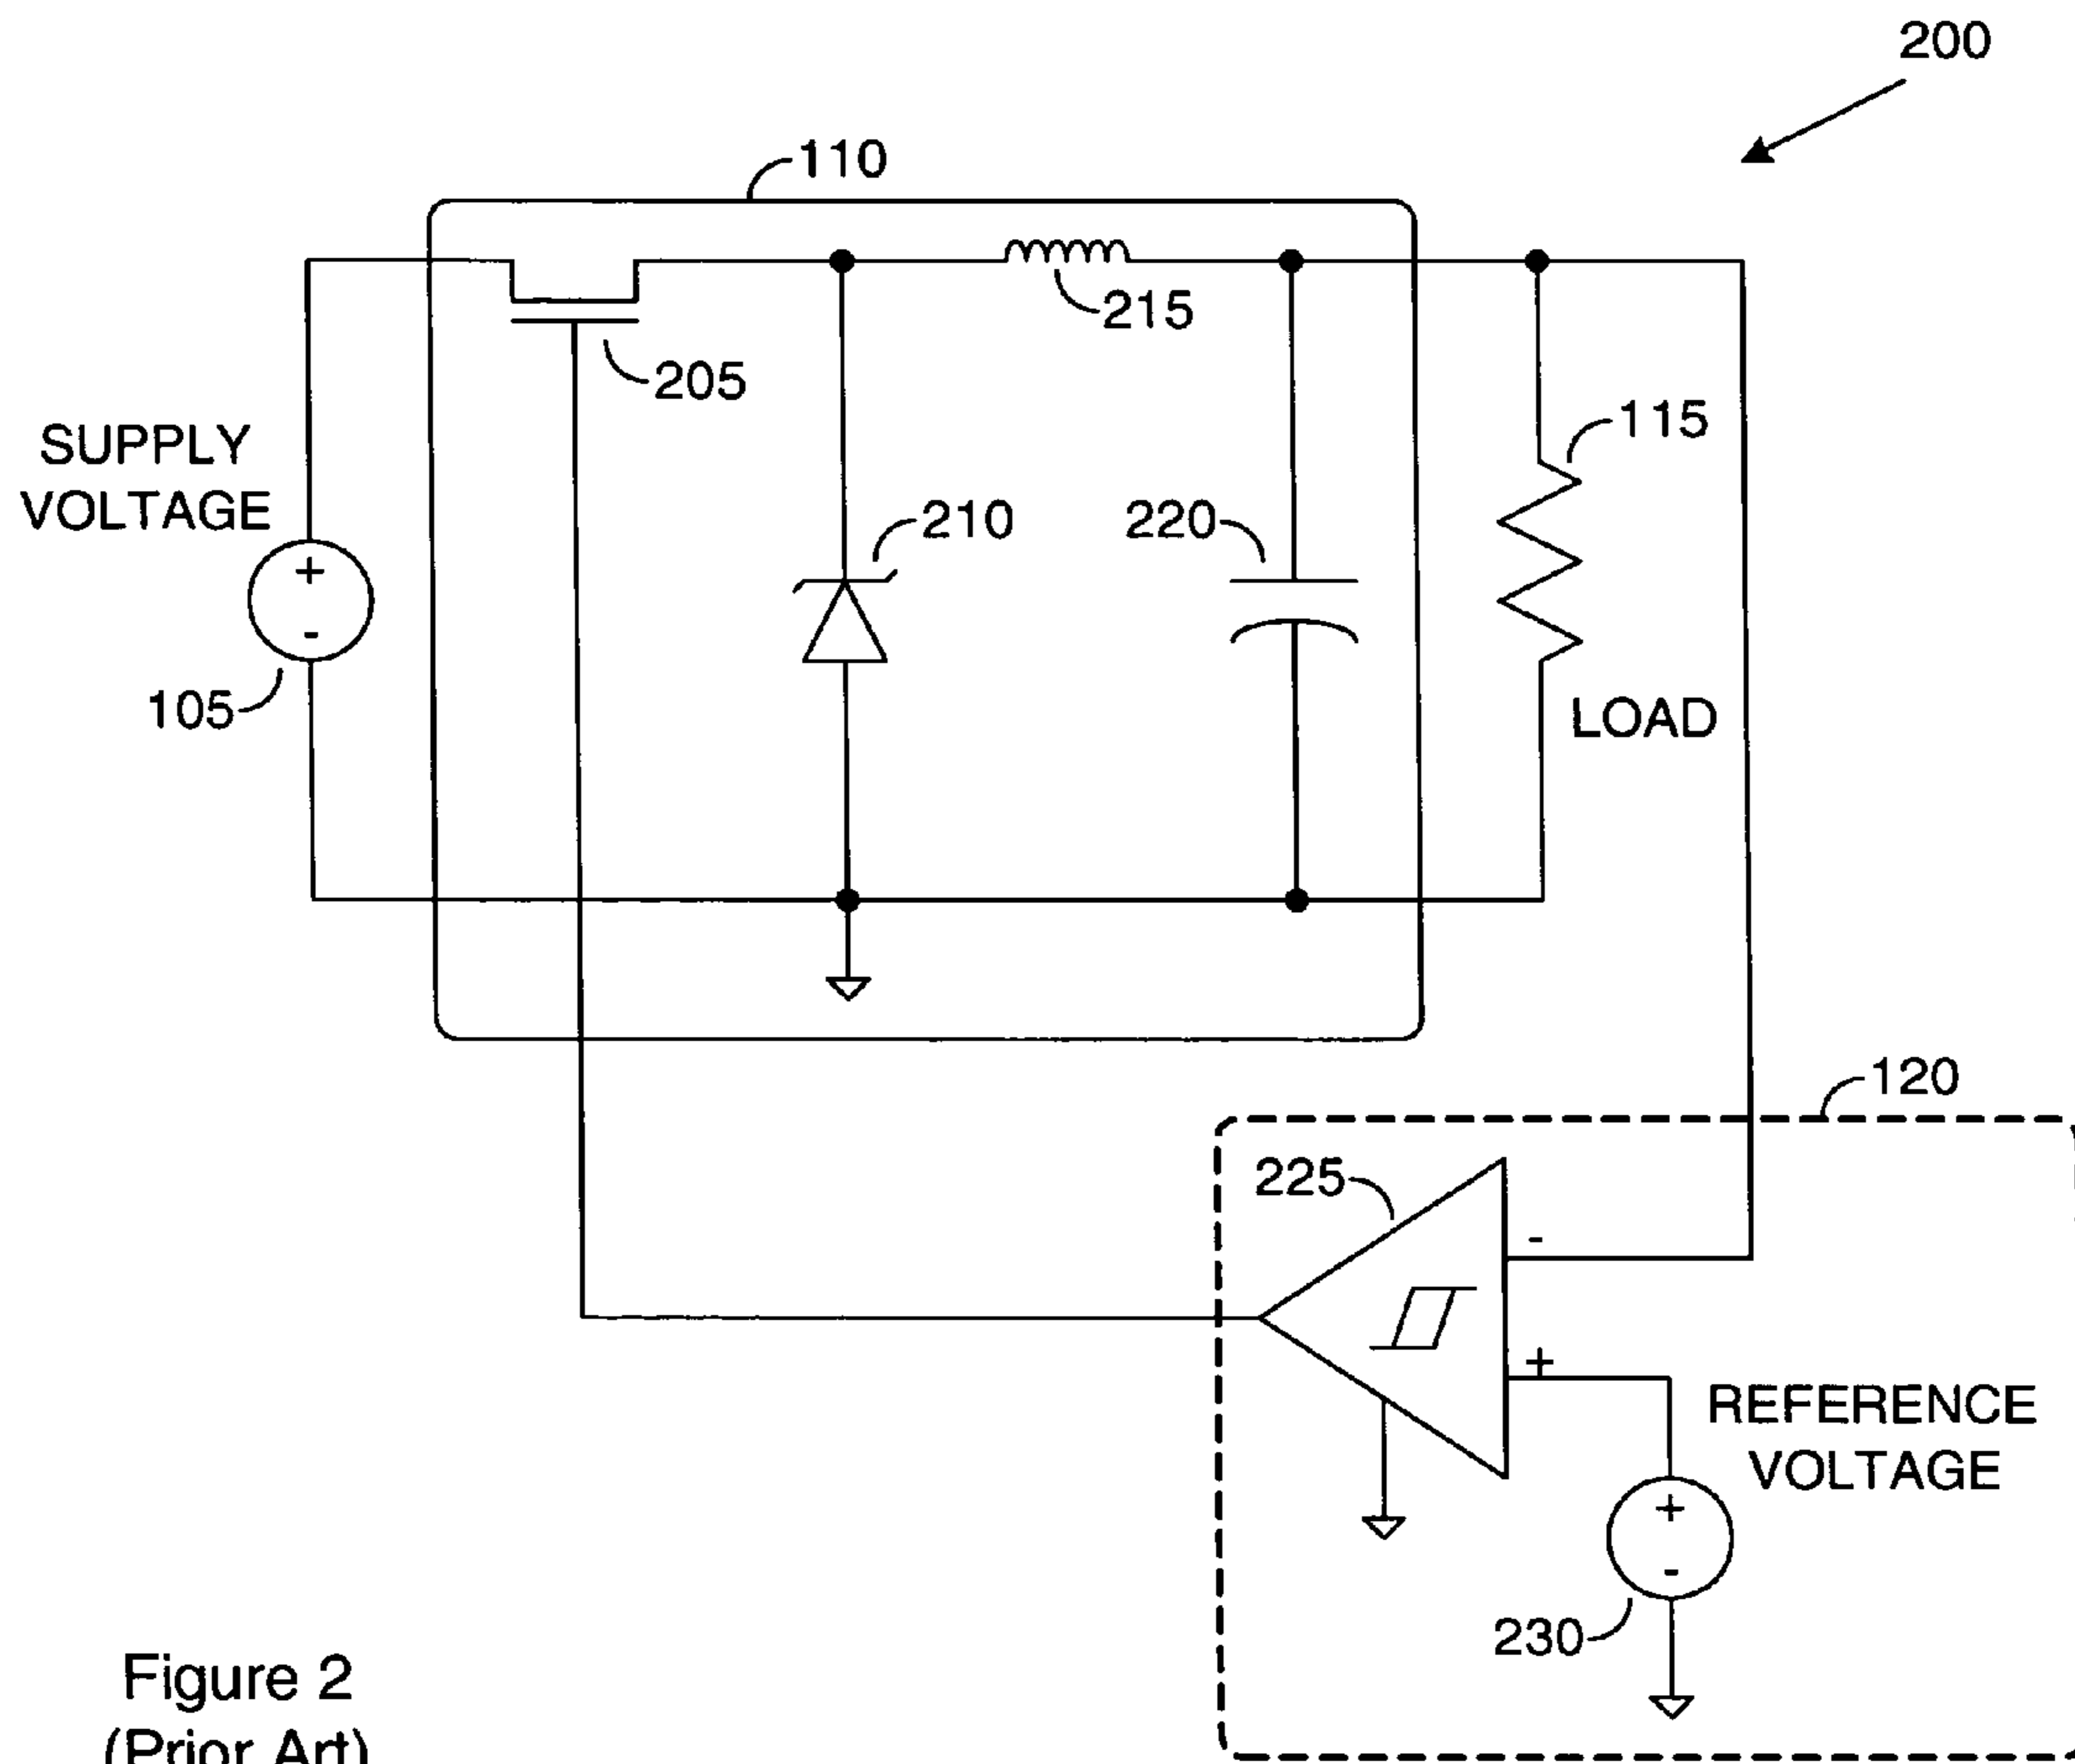 200
110
215
205
SUPPLY
VOLTAGE
115
210
220
+
-
105
LOAD
120
225
-
+
REFERENCE
VOLTAGE
+
-
230
Figure 2
(Prior Art)